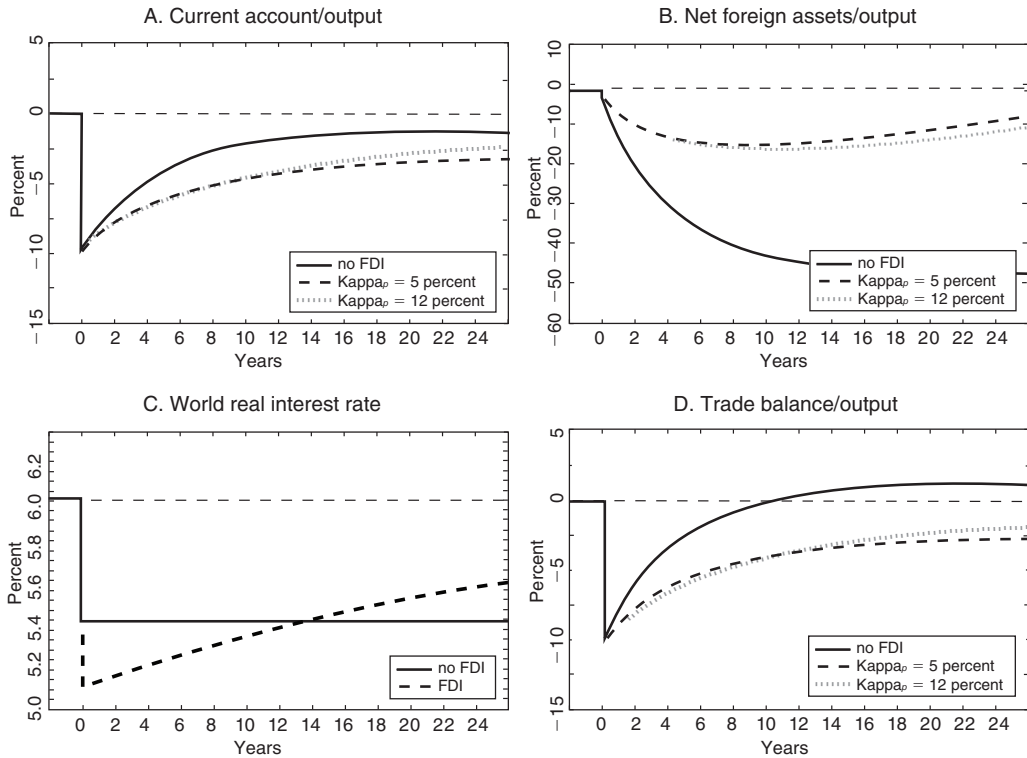 A. Current account/output
Percent
5
0
−5
−10
−15
no FDI
Kappaρ = 5 percent
Kappaρ = 12 percent
0 2 4 6 8 10 12 14 16 18 20 22 24
Years
B. Net foreign assets/output
Percent
10
0
−10
−20
−30
−40
−50
−60
no FDI
Kappaρ = 5 percent
Kappaρ = 12 percent
0 2 4 6 8 10 12 14 16 18 20 22 24
Years
C. World real interest rate
Percent
6.2
6.0
5.8
5.6
5.4
5.2
5.0
no FDI
FDI
0 2 4 6 8 10 12 14 16 18 20 22 24
Years
D. Trade balance/output
Percent
5
0
−5
−10
−15
no FDI
Kappaρ = 5 percent
Kappaρ = 12 percent
0 2 4 6 8 10 12 14 16 18 20 22 24
Years